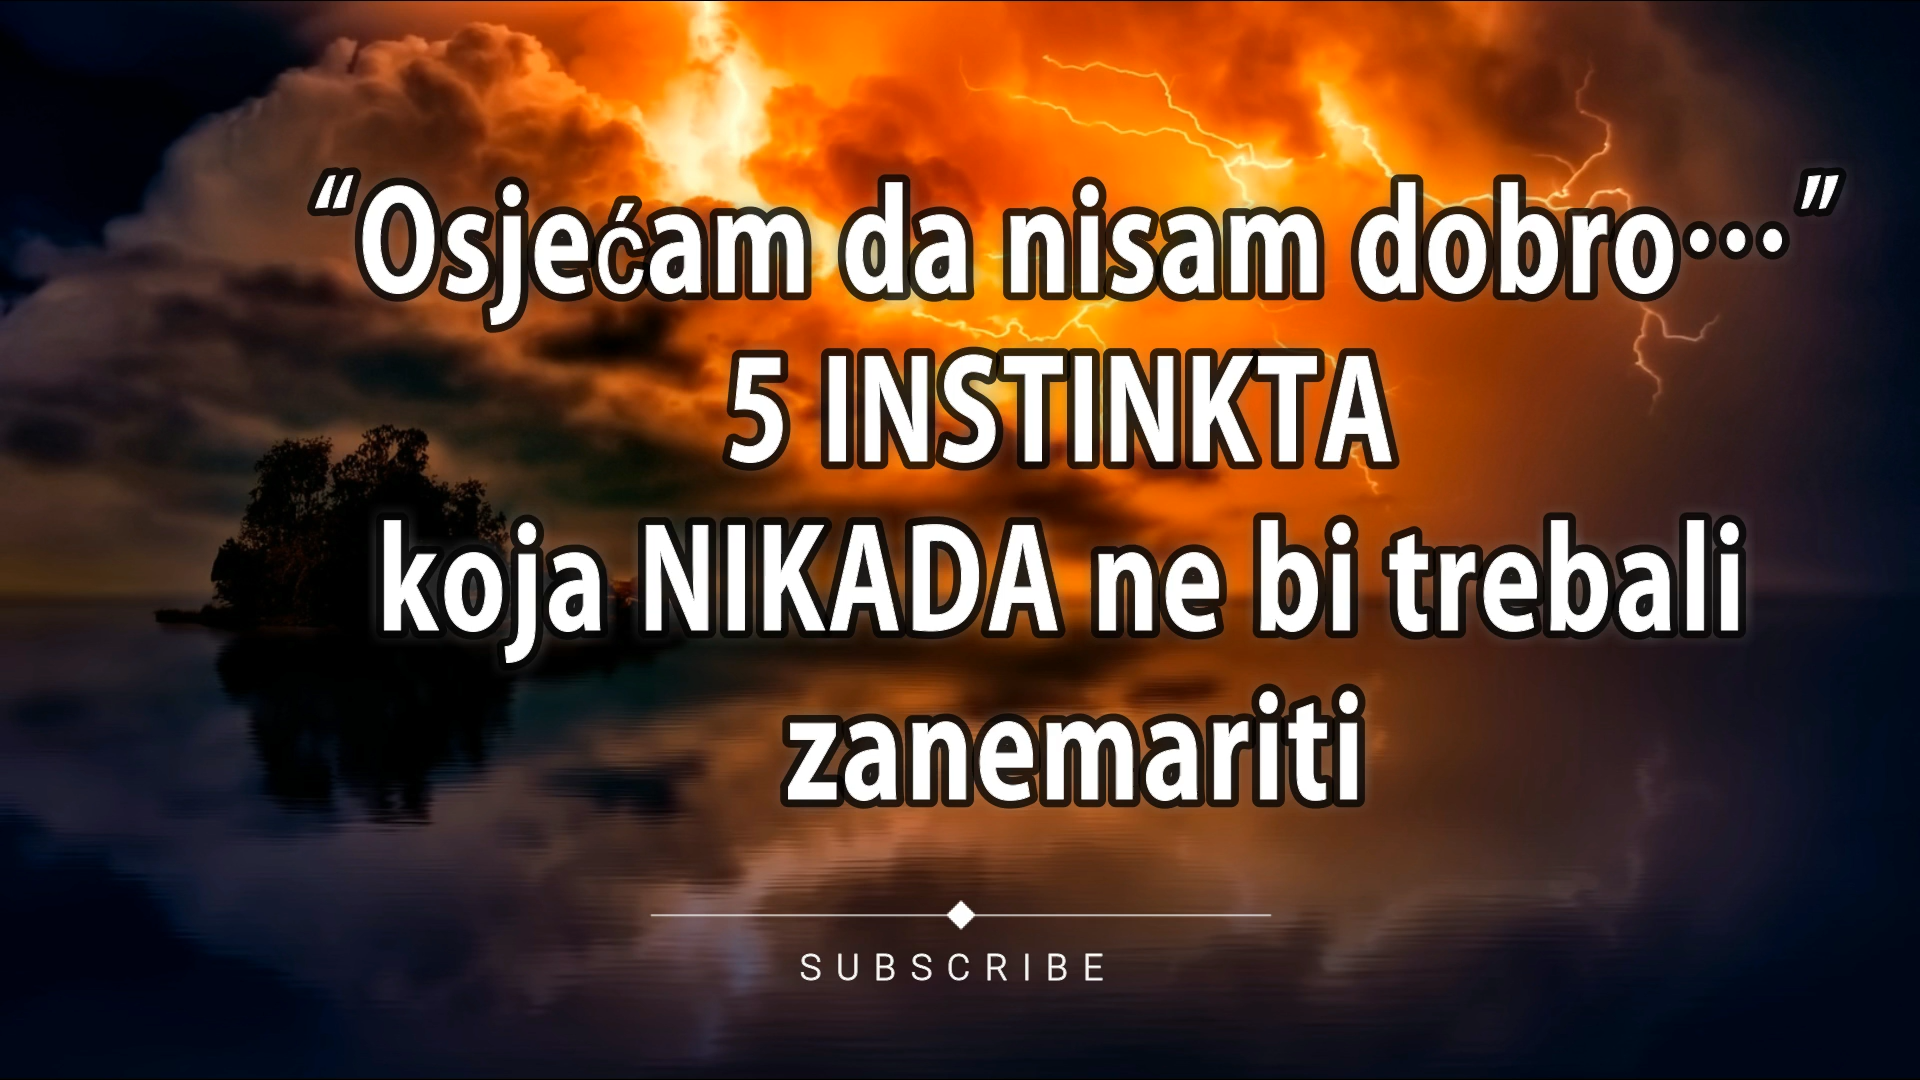 “Osjećam da nisam dobro…”
5 INSTINKTA
koja NIKADA ne bi trebali
zanemariti
SUBSCRIBE